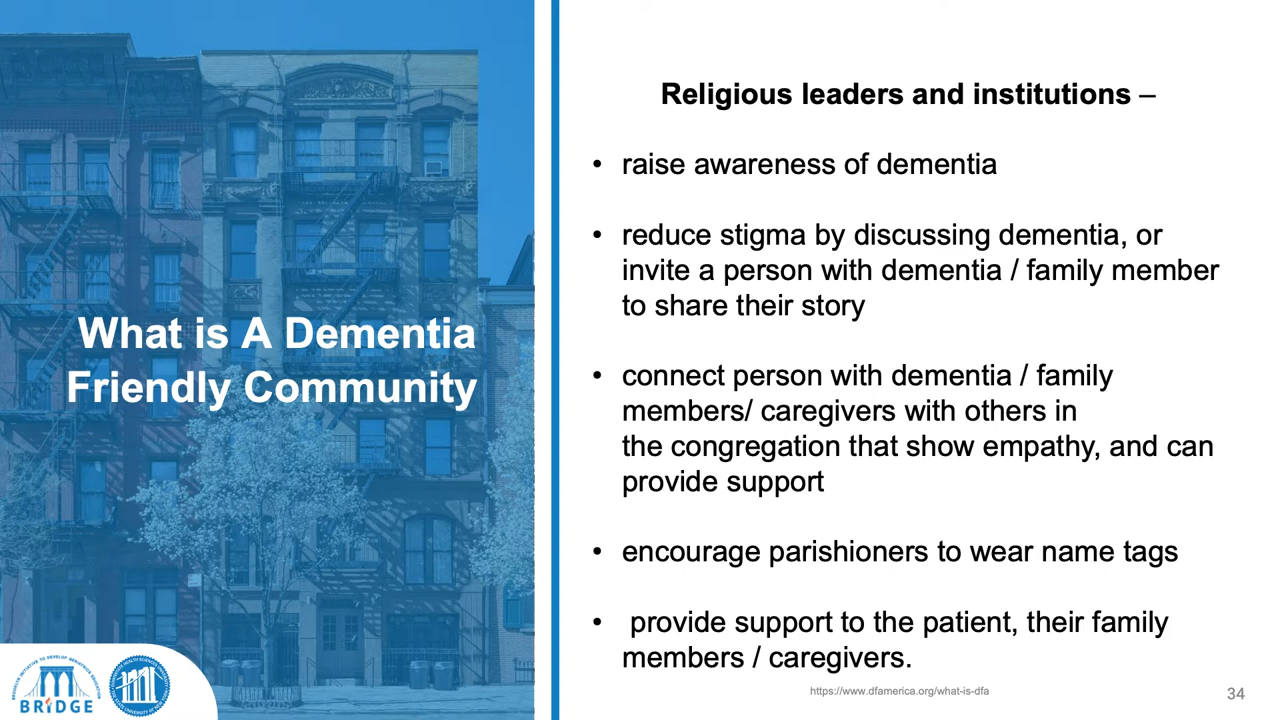 What is A Dementia
Friendly Community
Religious leaders and institutions –
• raise awareness of dementia
• reduce stigma by discussing dementia, or
invite a person with dementia / family member
to share their story
• connect person with dementia / family
members/ caregivers with others in
the congregation that show empathy, and can
provide support
• encourage parishioners to wear name tags
• provide support to the patient, their family
members / caregivers.
https://www.dfamerica.org/what-is-dfa
34
BRIDGE